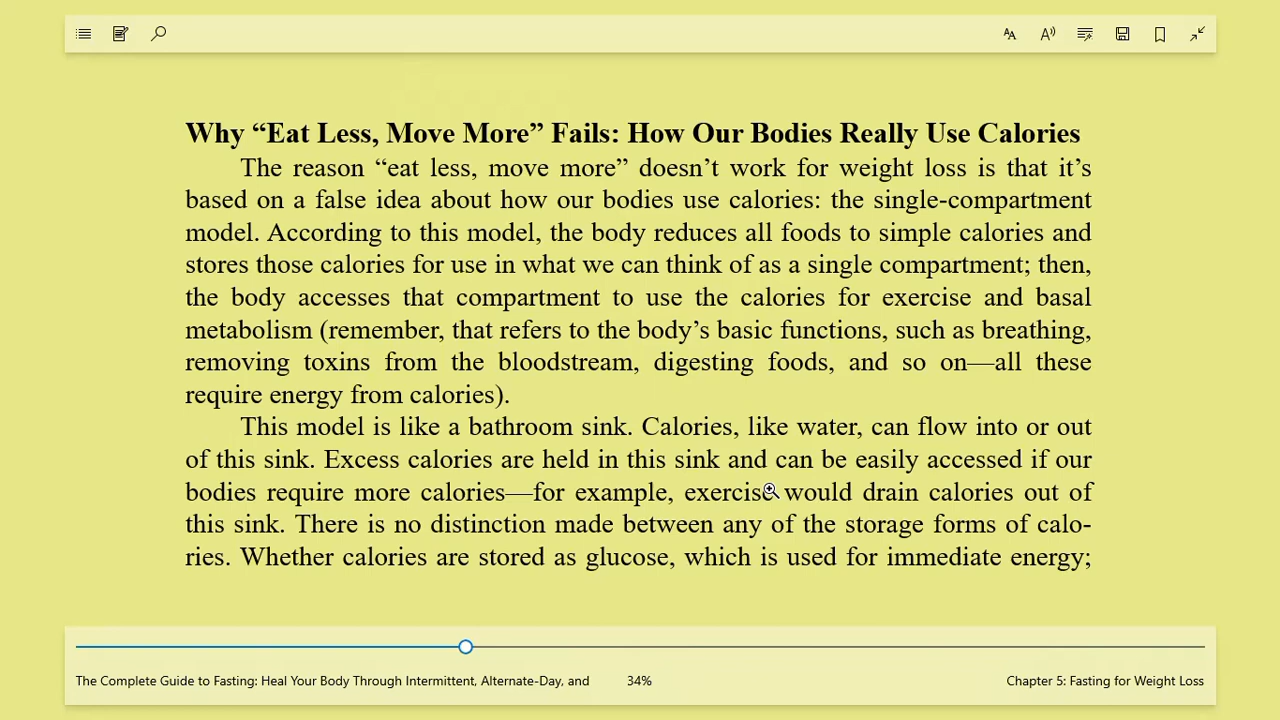 Why “Eat Less, Move More” Fails: How Our Bodies Really Use Calories
The reason “eat less, move more” doesn’t work for weight loss is that it’s
based on a false idea about how our bodies use calories: the single-compartment
model. According to this model, the body reduces all foods to simple calories and
stores those calories for use in what we can think of as a single compartment; then,
the body accesses that compartment to use the calories for exercise and basal
metabolism (remember, that refers to the body’s basic functions, such as breathing,
removing toxins from the bloodstream, digesting foods, and so on—all these
require energy from calories).
This model is like a bathroom sink. Calories, like water, can flow into or out
of this sink. Excess calories are held in this sink and can be easily accessed if our
bodies require more calories—for example, exercise would drain calories out of
this sink. There is no distinction made between any of the storage forms of calo-
ries. Whether calories are stored as glucose, which is used for immediate energy;
The Complete Guide to Fasting: Heal Your Body Through Intermittent, Alternate-Day, and 34% Chapter 5: Fasting for Weight Loss